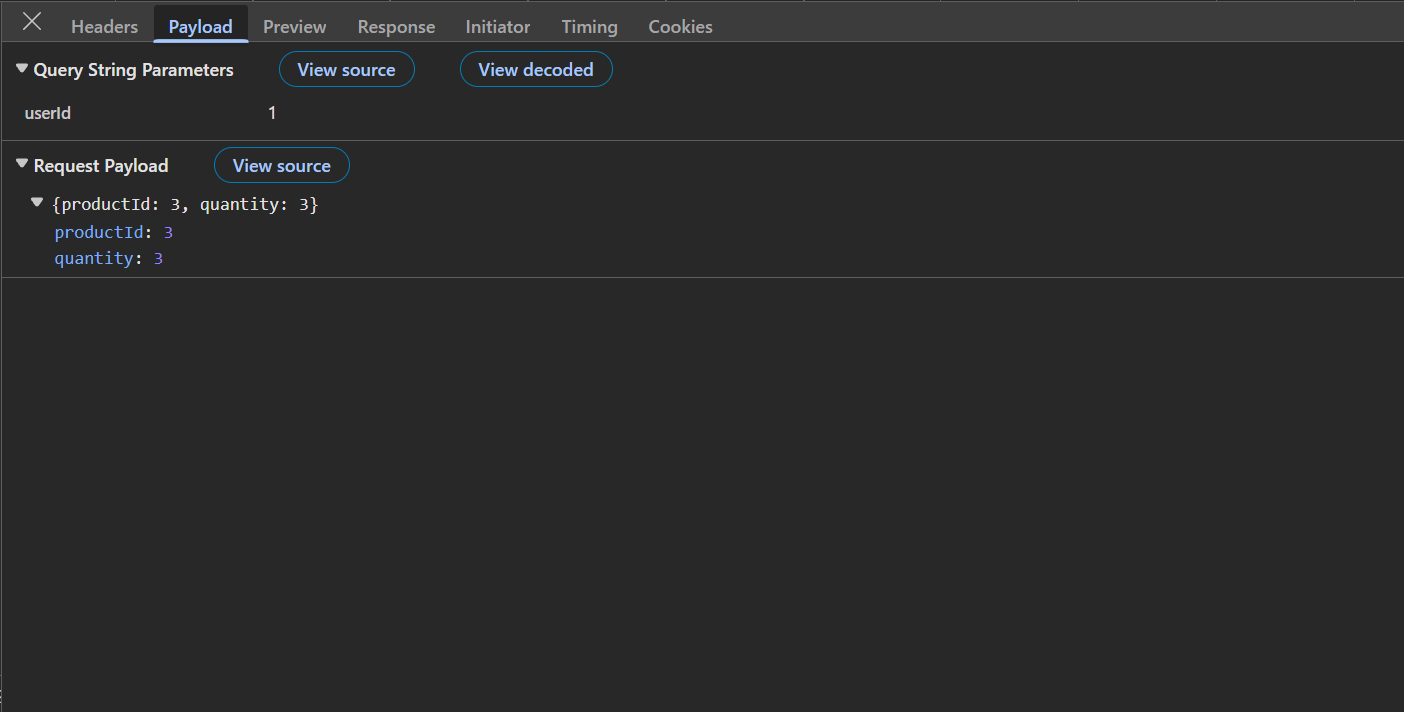 Headers Payload Preview Response Initiator Timing Cookies
Query String Parameters View source View decoded
userId 1
Request Payload View source
{productId: 3, quantity: 3}
productId: 3
quantity: 3